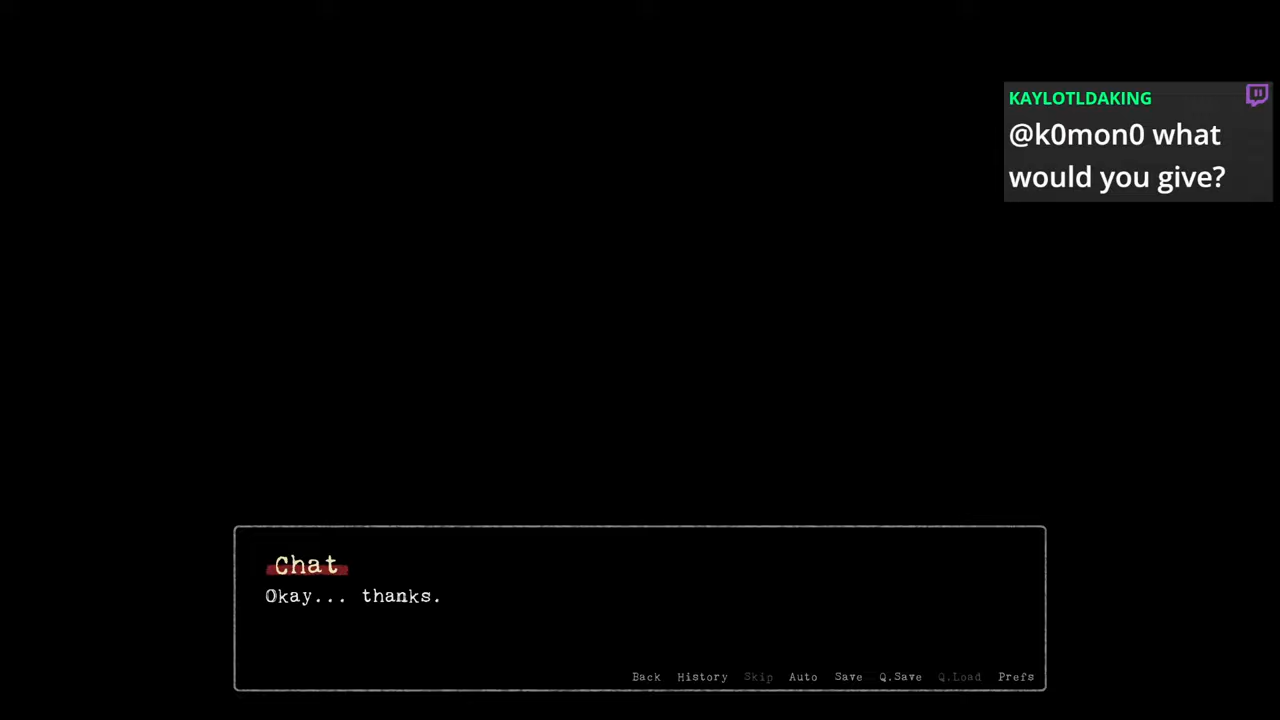 KAYLOTLDAKING
@k0mon0 what
would you give?
Chat
Okay... thanks.
Back History Skip Auto Save Q.Save Q.Load Prefs